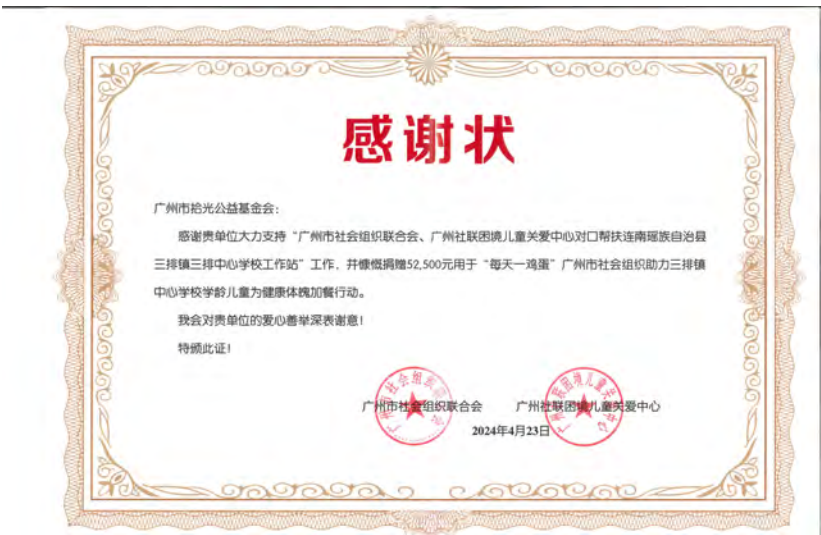 感谢状
广州市拾光公益基金会：
感谢贵单位大力支持“广州市社会组织联合会、广州社联困境儿童关爱中心对口帮扶连南瑶族自治县
三排镇三排中心学校工作站”工作，并慷慨捐赠52,500元用于“每天一鸡蛋”广州市社会组织助力三排镇
中心学校学龄儿童为健康体魄加餐行动。
我会对贵单位的爱心善举深表谢意！
特颁此证！
广州市社会组织联合会 广州社联困境儿童关爱中心
2024年4月23日